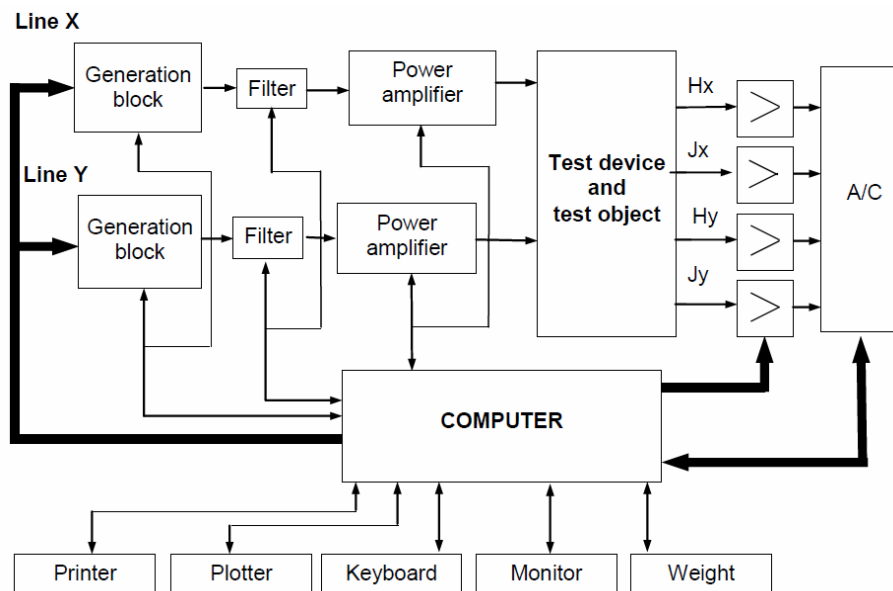 Line X
Generation
block
Filter
Power
amplifier
Test device
and
test object
Hx
Jx
Hy
Jy
>
>
>
>
A/C
Line Y
Generation
block
Filter
Power
amplifier
COMPUTER
Printer
Plotter
Keyboard
Monitor
Weight